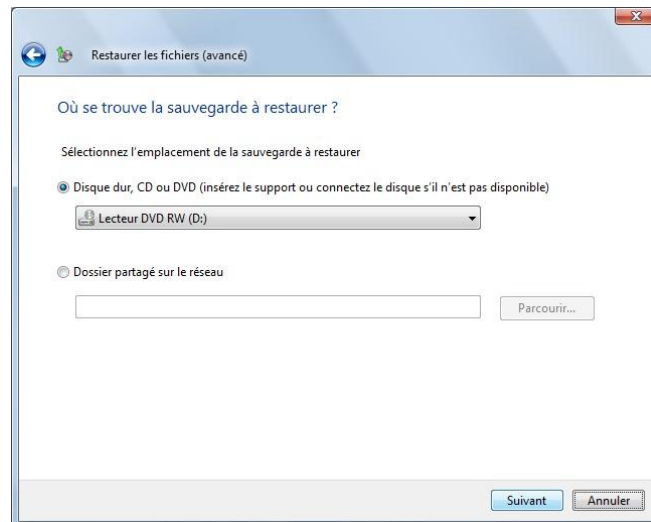 Restaurer les fichiers (avancé)
Où se trouve la sauvegarde à restaurer ?
Sélectionnez l'emplacement de la sauvegarde à restaurer
Disque dur, CD ou DVD (insérez le support ou connectez le disque s'il n'est pas disponible)
Lecteur DVD RW (D:)
Dossier partagé sur le réseau
Parcourir...
Suivant
Annuler